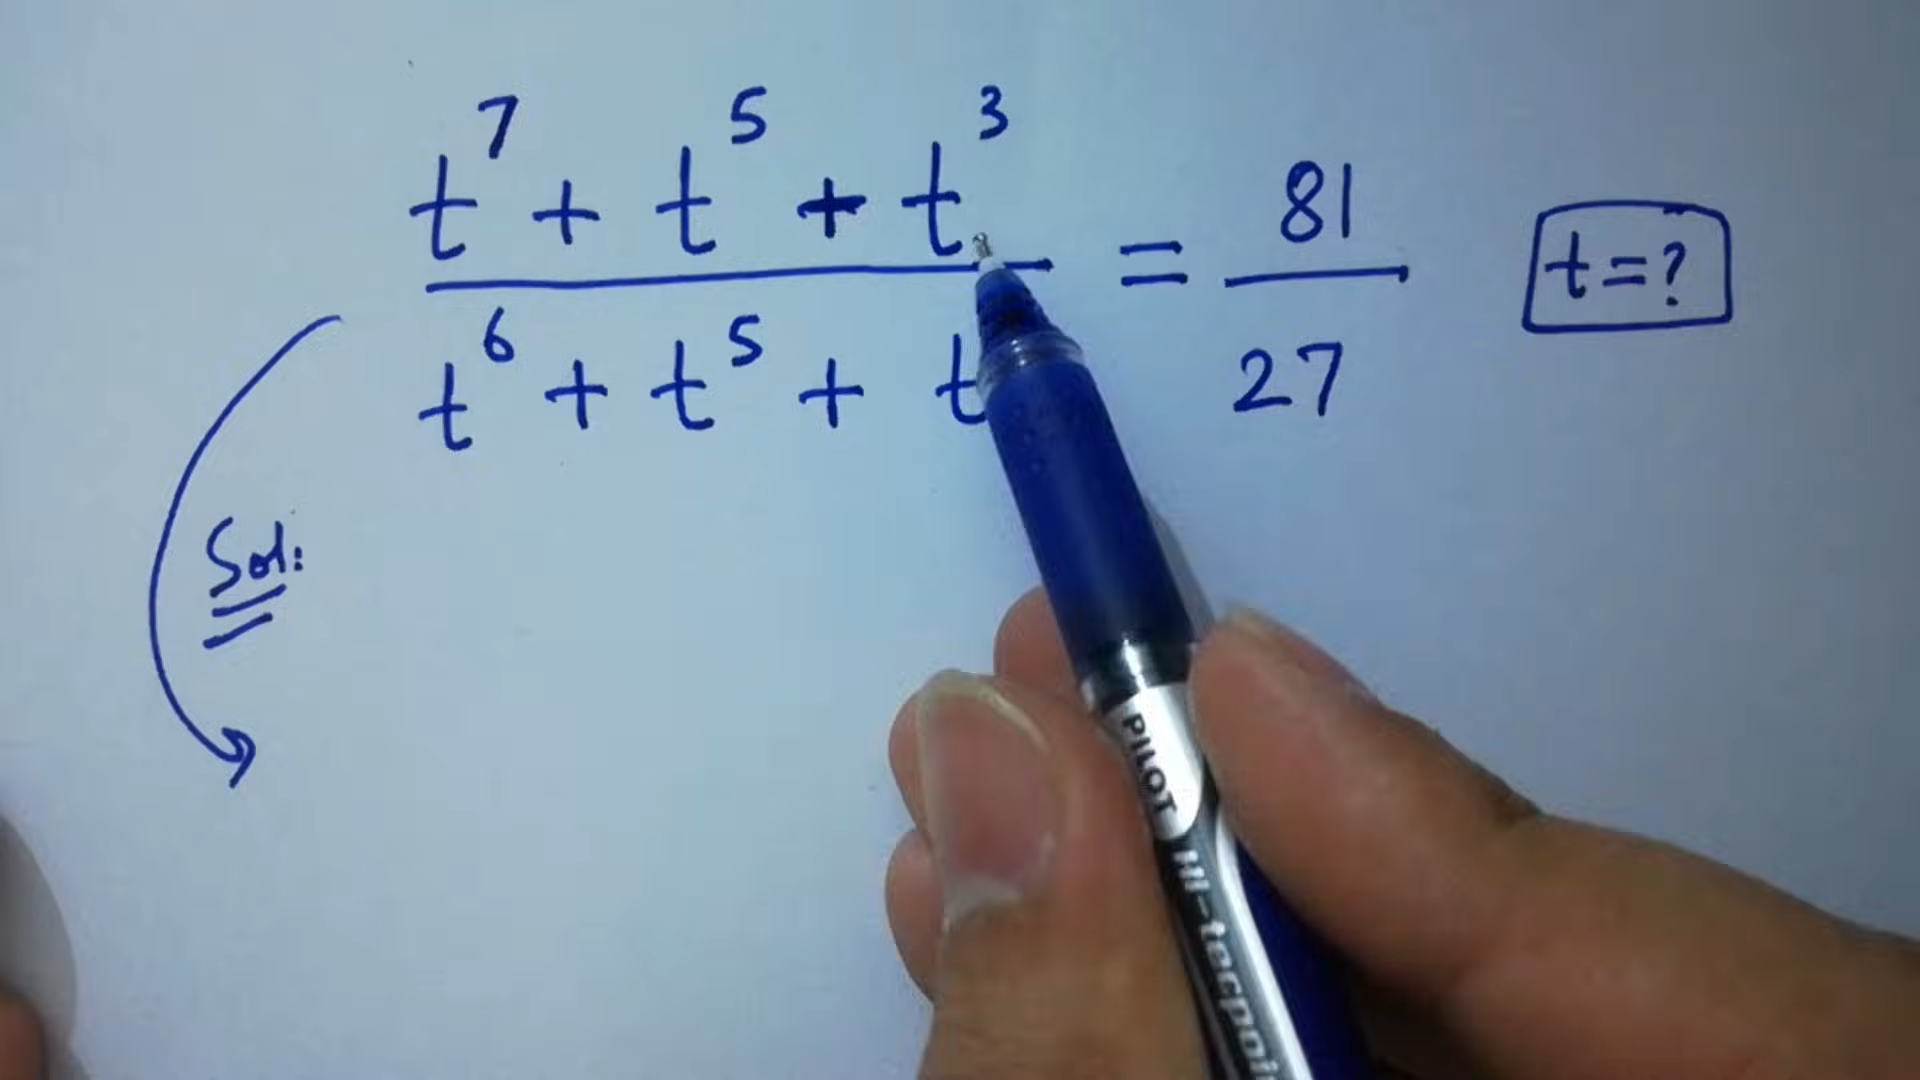 t⁷ + t⁵ + t³ / t⁶ + t⁵ + t = 81 / 27
t = ?
Sol:
PILOT
HI-tecpoi